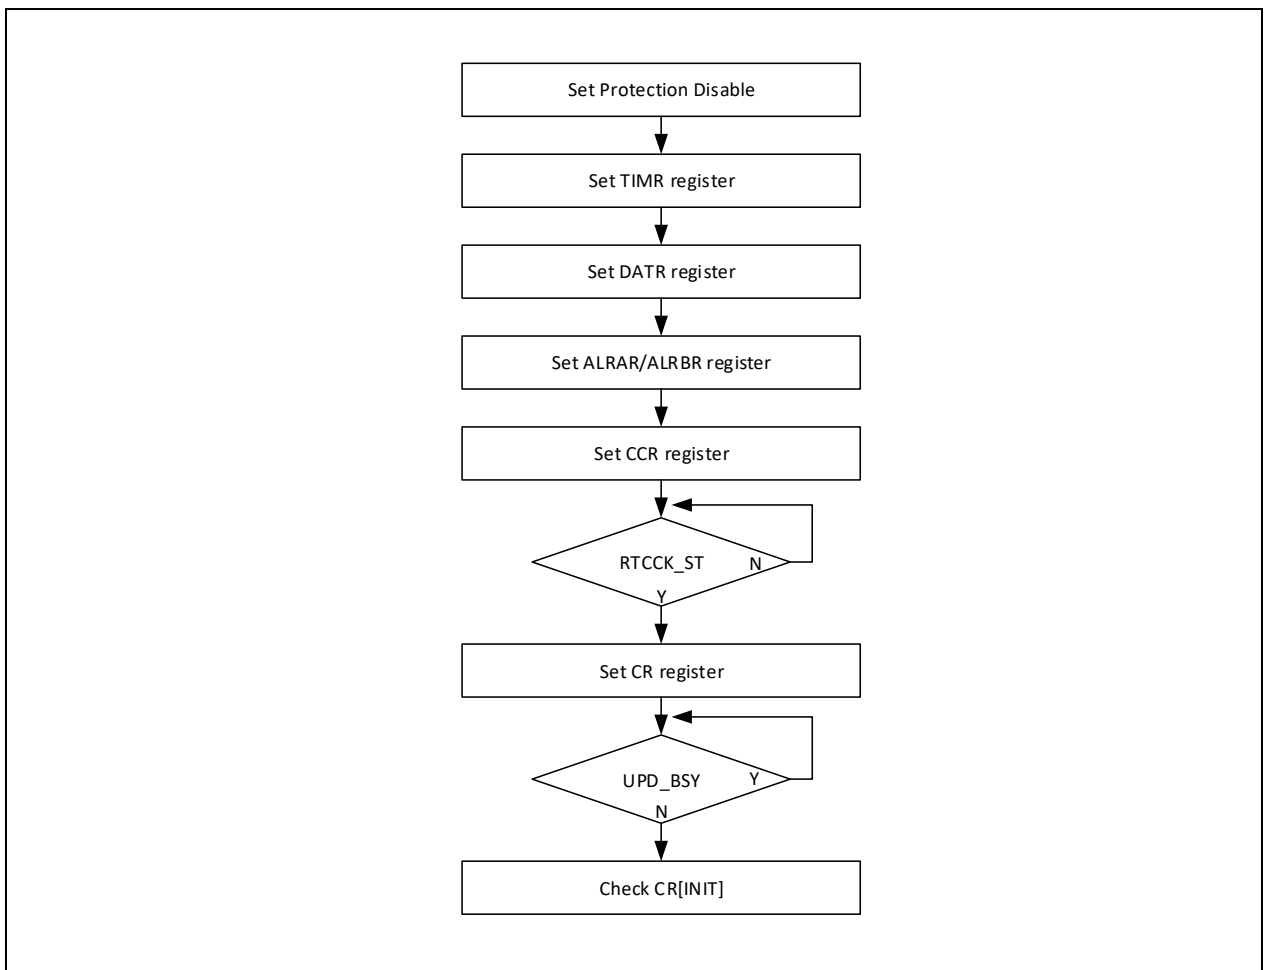 Set Protection Disable
Set TIMR register
Set DATR register
Set ALRAR/ALRBR register
Set CCR register
RTCCK_ST
N
Y
Set CR register
UPD_BSY
Y
N
Check CR[INIT]